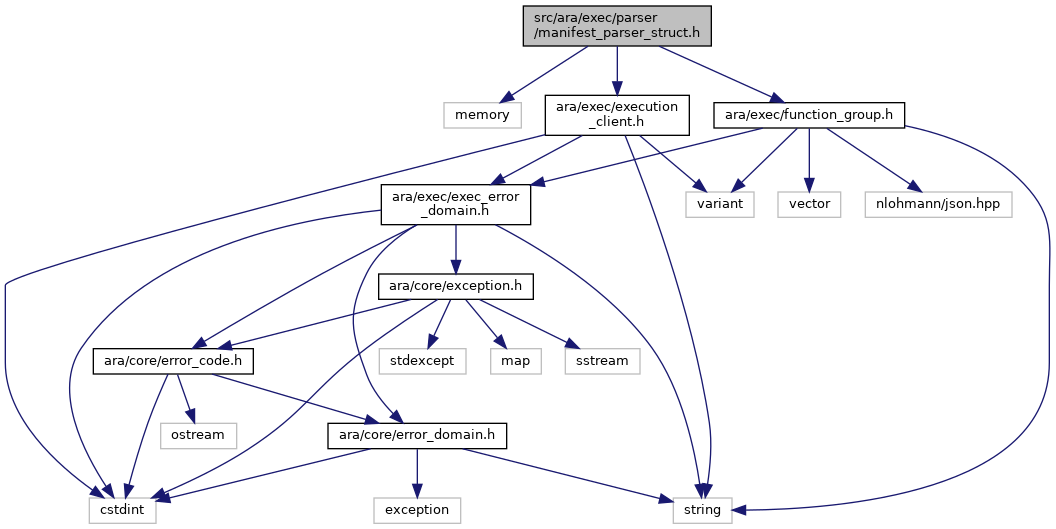 src/ara/exec/parser
/manifest_parser_struct.h
memory
ara/exec/execution
_client.h
ara/exec/function_group.h
ara/exec/exec_error
_domain.h
variant
vector
nlohmann/json.hpp
ara/core/exception.h
ara/core/error_code.h
stdexcept
map
sstream
ostream
ara/core/error_domain.h
cstdint
exception
string